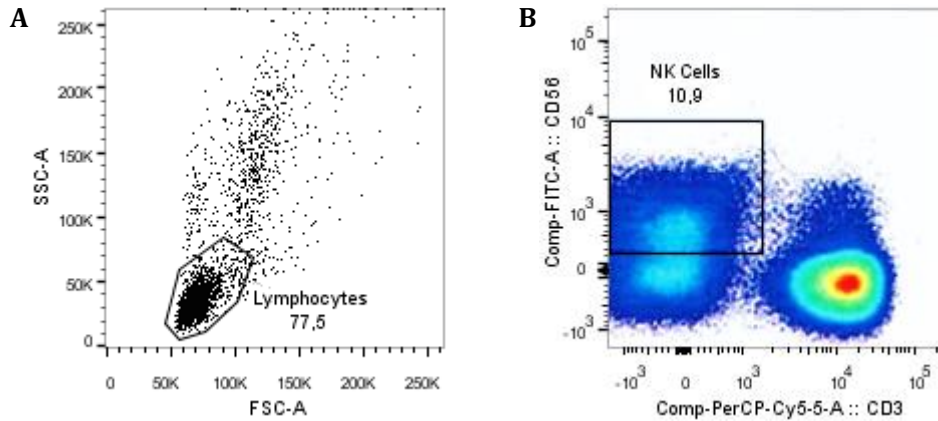 A
250K
200K
150K
100K
50K
0
SSC-A
Lymphocytes
77,5
0 50K 100K 150K 200K 250K
FSC-A
B
10^5
10^4
10^3
0
-10^3
Comp-FITC-A :: CD56
NK Cells
10,9
-10^3 0 10^3 10^4 10^5
Comp-PerCP-Cy5-5-A :: CD3